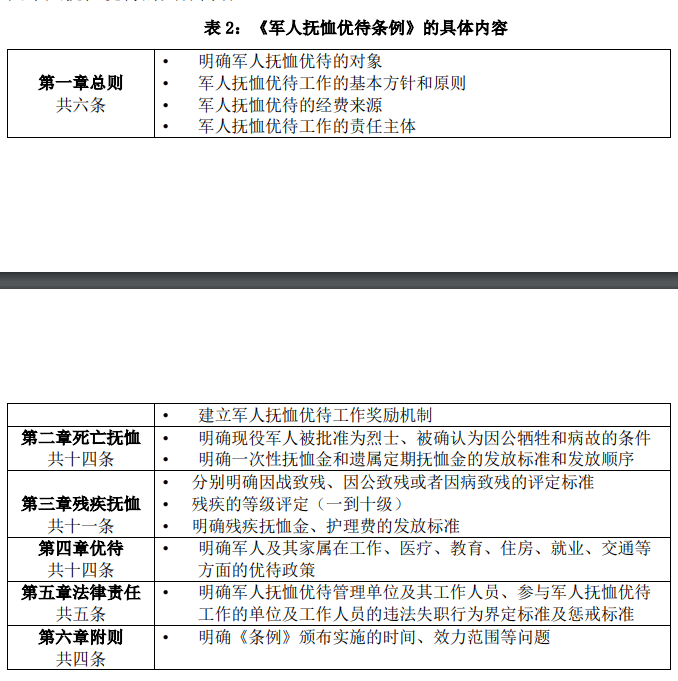 表 2：《军人抚恤优待条例》的具体内容
第一章总则
共六条
• 明确军人抚恤优待的对象
• 军人抚恤优待工作的基本方针和原则
• 军人抚恤优待的经费来源
• 军人抚恤优待工作的责任主体
• 建立军人抚恤优待工作奖励机制
第二章死亡抚恤
共十四条
• 明确现役军人被批准为烈士、被确认为因公牺牲和病故的条件
• 明确一次性抚恤金和遗属定期抚恤金的发放标准和发放顺序
第三章残疾抚恤
共十一条
• 分别明确因战致残、因公致残或者因病致残的评定标准
• 残疾的等级评定（一到十级）
• 明确残疾抚恤金、护理费的发放标准
第四章优待
共十四条
• 明确军人及其家属在工作、医疗、教育、住房、就业、交通等
方面的优待政策
第五章法律责任
共五条
• 明确军人抚恤优待管理单位及其工作人员、参与军人抚恤优待
工作的单位及工作人员的违法失职行为界定标准及惩戒标准
第六章附则
共四条
• 明确《条例》颁布实施的时间、效力范围等问题